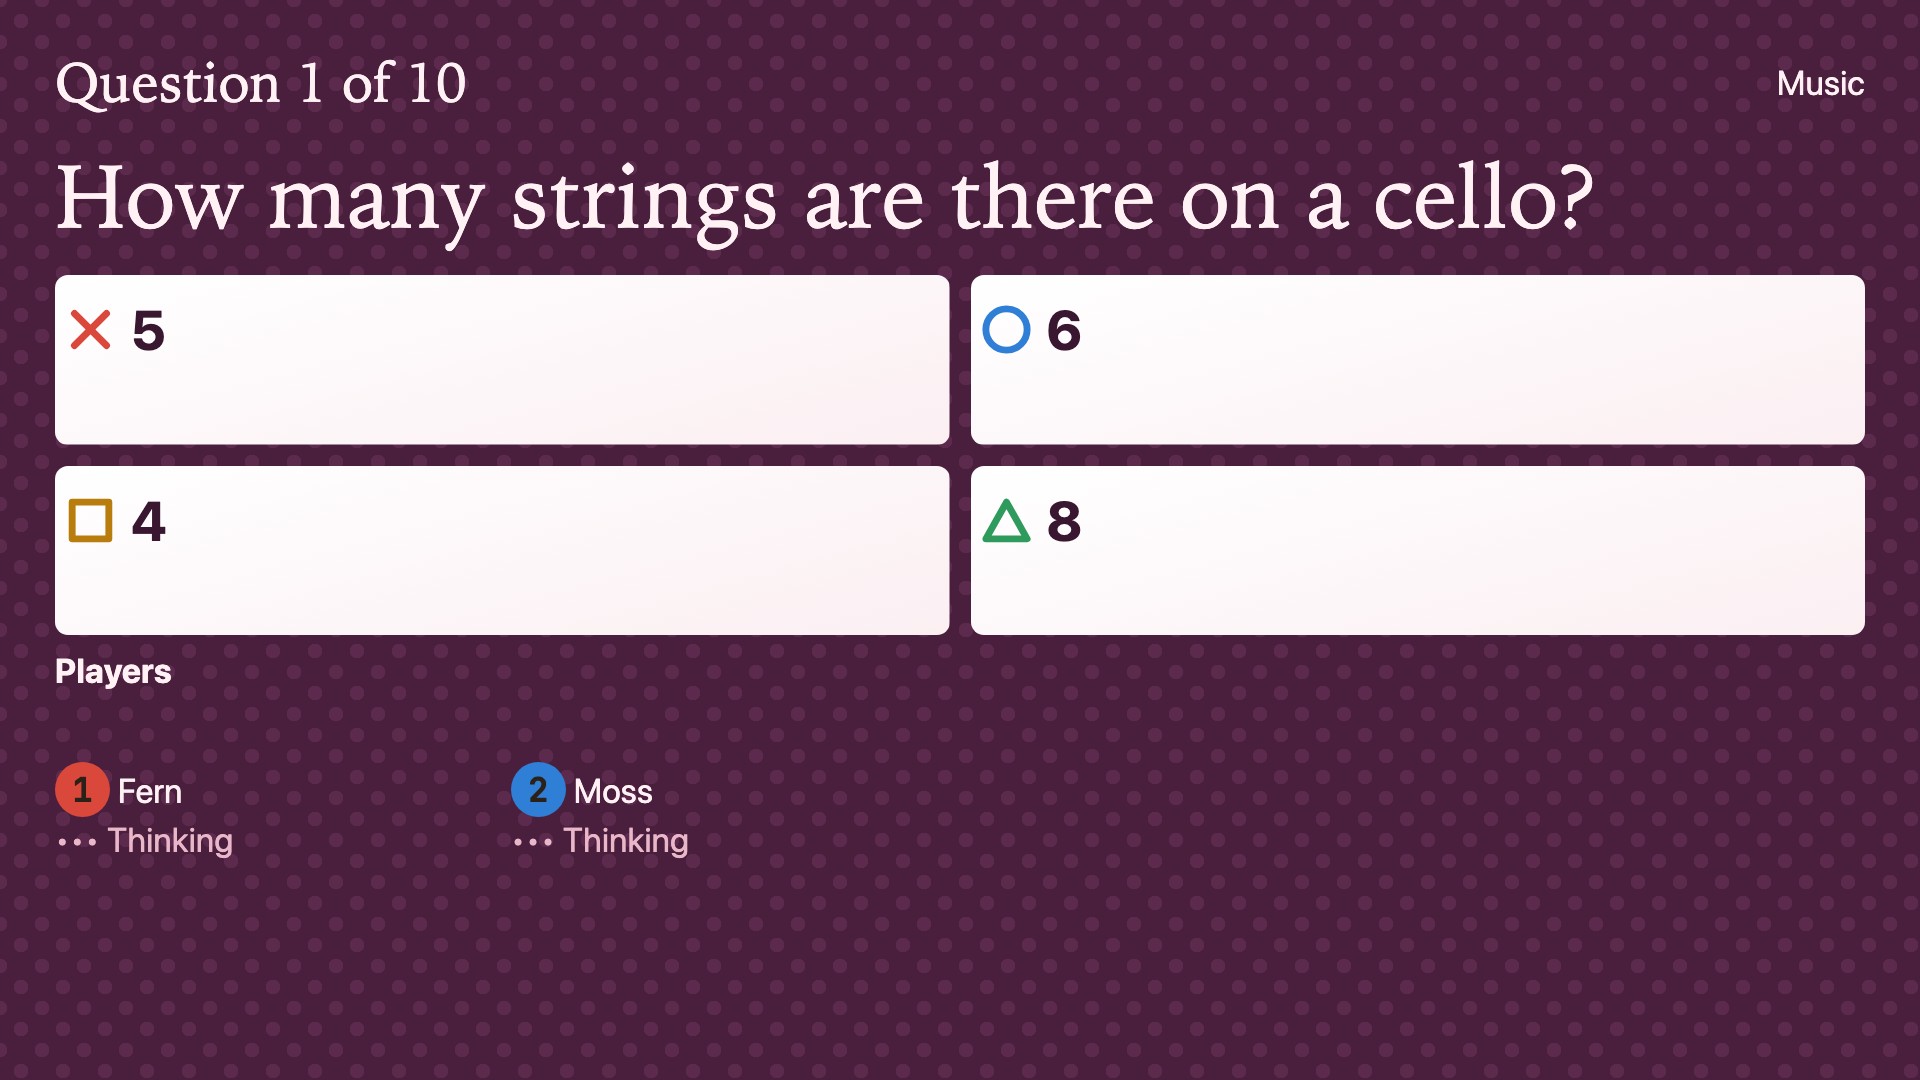 Question 1 of 10
Music
How many strings are there on a cello?
5
6
4
8
Players
1 Fern
2 Moss
••• Thinking
••• Thinking